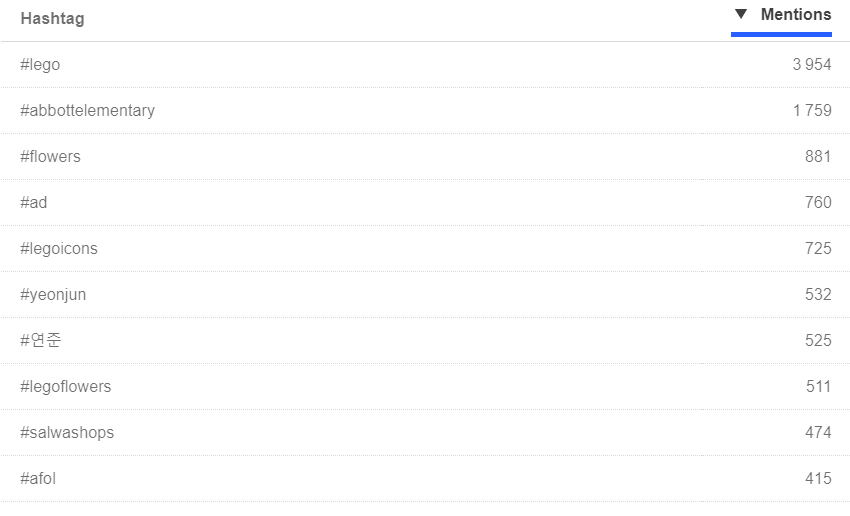 Hashtag ▼ Mentions
#lego 3 954
#abbottelementary 1 759
#flowers 881
#ad 760
#legoicons 725
#yeonjun 532
#연준 525
#legoflowers 511
#salwashops 474
#afol 415